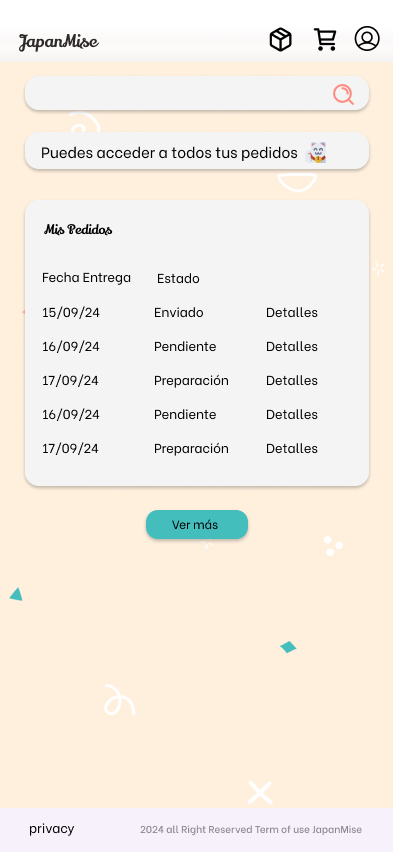 JapanMise
Puedes acceder a todos tus pedidos
Mis Pedidos
Fecha Entrega Estado
15/09/24 Enviado Detalles
16/09/24 Pendiente Detalles
17/09/24 Preparación Detalles
16/09/24 Pendiente Detalles
17/09/24 Preparación Detalles
Ver más
privacy 2024 all Right Reserved Term of use JapanMise